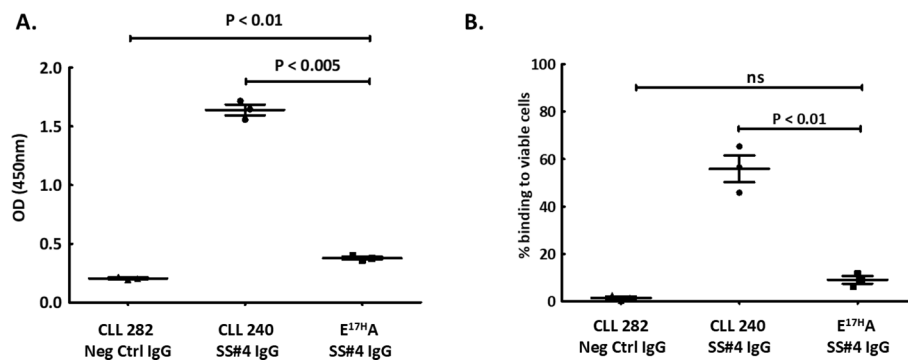 A.
P < 0.01
P < 0.005
2.0
1.5
1.0
0.5
0.0
OD (450nm)
CLL 282
Neg Ctrl IgG
CLL 240
SS#4 IgG
E¹⁷ᴴA
SS#4 IgG
B.
ns
P < 0.01
100
80
60
40
20
0
% binding to viable cells
CLL 282
Neg Ctrl IgG
CLL 240
SS#4 IgG
E¹⁷ᴴA
SS#4 IgG